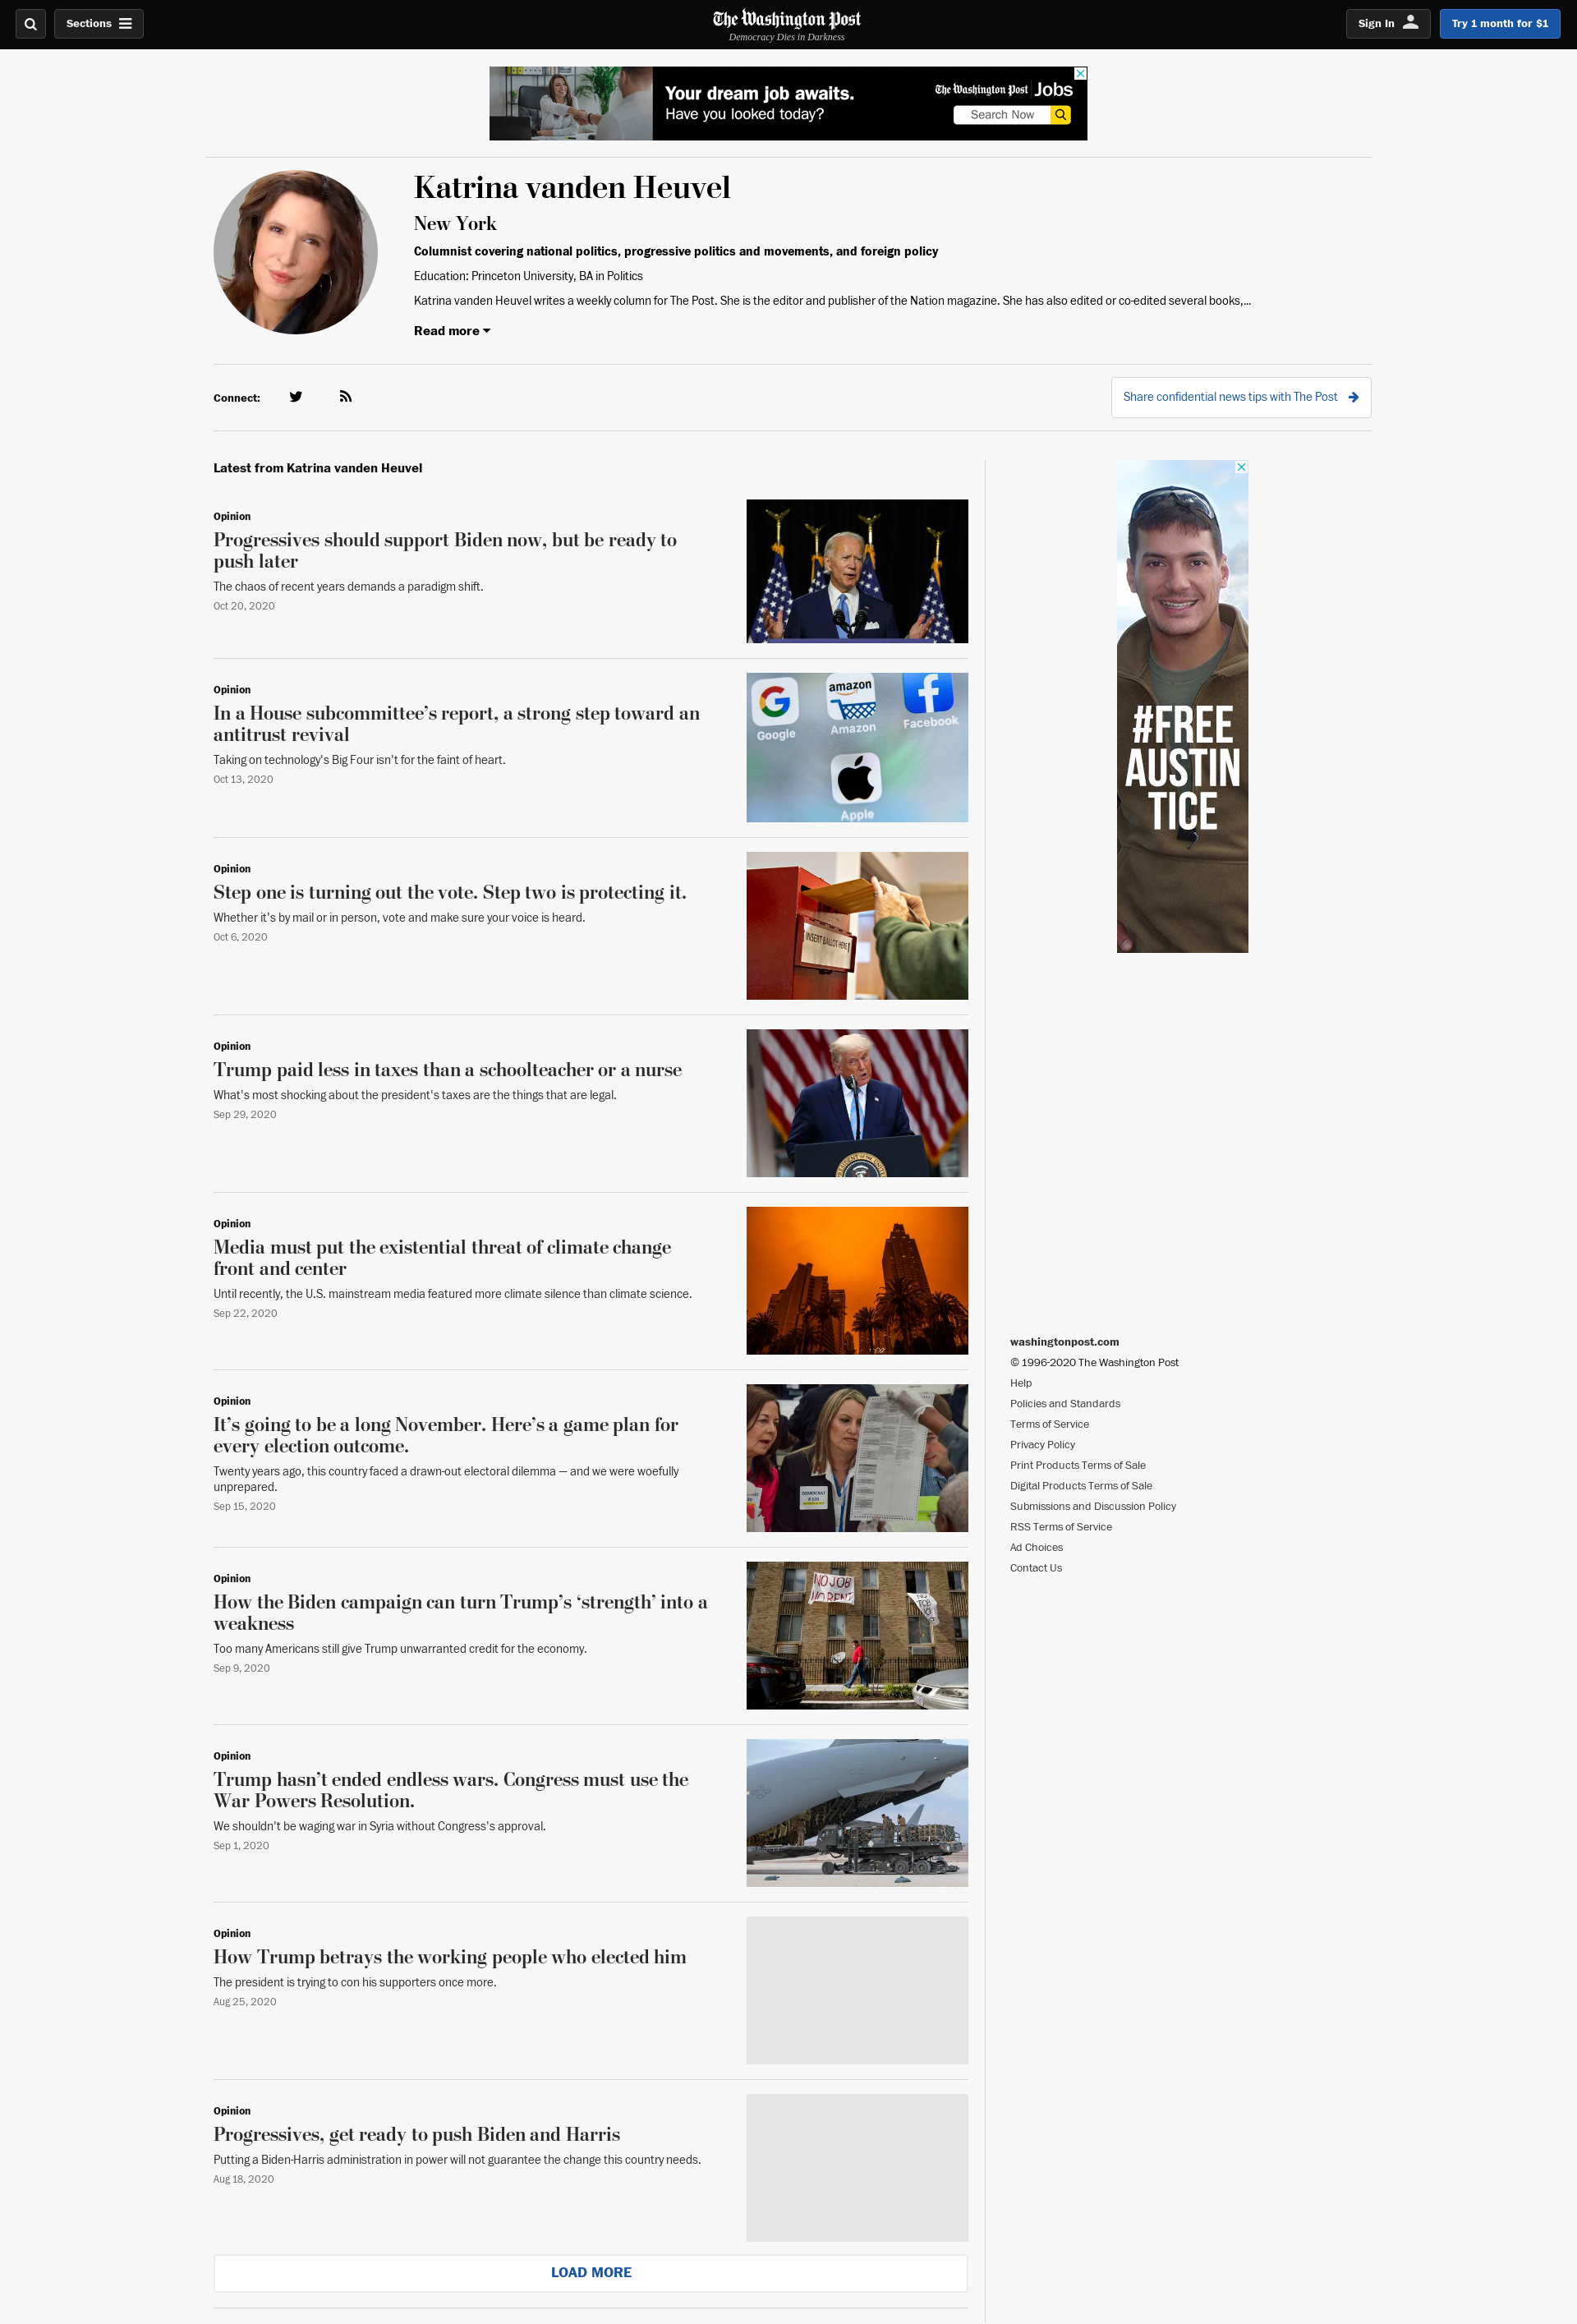 Sections
The Washington Post
Democracy Dies in Darkness
Sign In
Try 1 month for $1
Your dream job awaits.
Have you looked today?
The Washington Post Jobs
Search Now
Katrina vanden Heuvel
New York
Columnist covering national politics, progressive politics and movements, and foreign policy
Education: Princeton University, BA in Politics
Katrina vanden Heuvel writes a weekly column for The Post. She is the editor and publisher of the Nation magazine. She has also edited or co-edited several books,...
Read more
Connect:
Share confidential news tips with The Post
Latest from Katrina vanden Heuvel
Opinion
Progressives should support Biden now, but be ready to
push later
The chaos of recent years demands a paradigm shift.
Oct 20, 2020
Opinion
In a House subcommittee’s report, a strong step toward an
antitrust revival
Taking on technology's Big Four isn't for the faint of heart.
Oct 13, 2020
Google
amazon
Amazon
Facebook
Apple
Opinion
Step one is turning out the vote. Step two is protecting it.
Whether it’s by mail or in person, vote and make sure your voice is heard.
Oct 6, 2020
INSERT BALLOT HERE
Opinion
Trump paid less in taxes than a schoolteacher or a nurse
What's most shocking about the president's taxes are the things that are legal.
Sep 29, 2020
Opinion
Media must put the existential threat of climate change
front and center
Until recently, the U.S. mainstream media featured more climate silence than climate science.
Sep 22, 2020
Opinion
It’s going to be a long November. Here’s a game plan for
every election outcome.
Twenty years ago, this country faced a drawn-out electoral dilemma — and we were woefully
unprepared.
Sep 15, 2020
Opinion
How the Biden campaign can turn Trump’s ‘strength’ into a
weakness
Too many Americans still give Trump unwarranted credit for the economy.
Sep 9, 2020
NO JOB
NO RENT
Opinion
Trump hasn’t ended endless wars. Congress must use the
War Powers Resolution.
We shouldn't be waging war in Syria without Congress's approval.
Sep 1, 2020
Opinion
How Trump betrays the working people who elected him
The president is trying to con his supporters once more.
Aug 25, 2020
Opinion
Progressives, get ready to push Biden and Harris
Putting a Biden-Harris administration in power will not guarantee the change this country needs.
Aug 18, 2020
LOAD MORE
#FREE
AUSTIN
TICE
washingtonpost.com
© 1996-2020 The Washington Post
Help
Policies and Standards
Terms of Service
Privacy Policy
Print Products Terms of Sale
Digital Products Terms of Sale
Submissions and Discussion Policy
RSS Terms of Service
Ad Choices
Contact Us